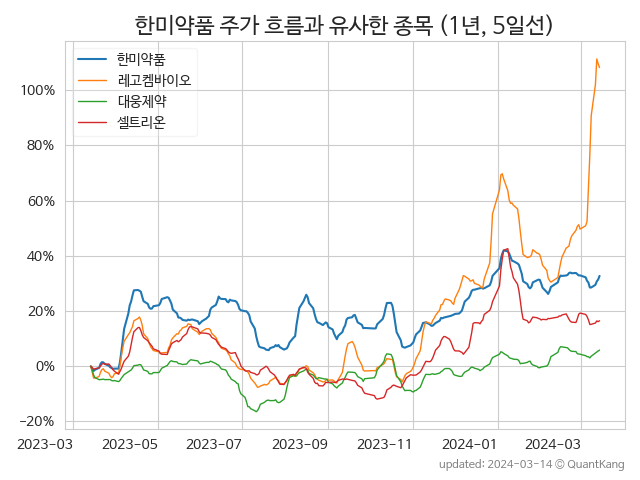 한미약품 주가 흐름과 유사한 종목 (1년, 5일선)
한미약품
레고켐바이오
대웅제약
셀트리온
100%
80%
60%
40%
20%
0%
−20%
2023-03 2023-05 2023-07 2023-09 2023-11 2024-01 2024-03
updated: 2024-03-14 © QuantKang